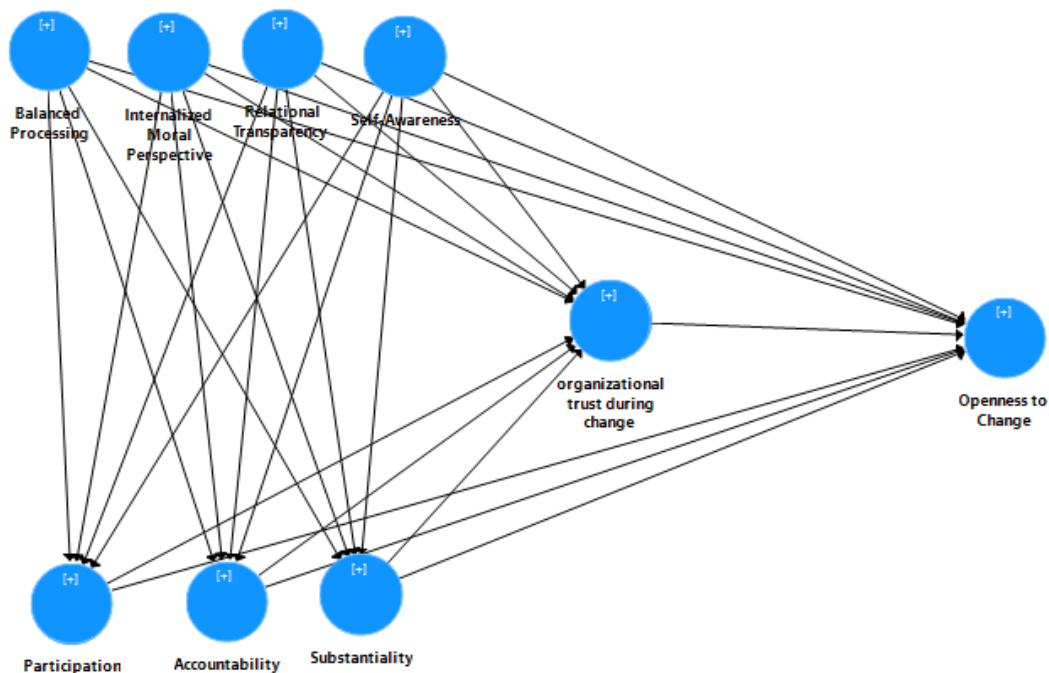 [+]
[+]
[+]
[+]
Balanced
Processing
Internalized
Moral
Perspective
Relational
Transparency
Self-Awareness
[+]
organizational
trust during
change
[+]
Openness to
Change
[+]
Participation
[+]
Accountability
[+]
Substantiality